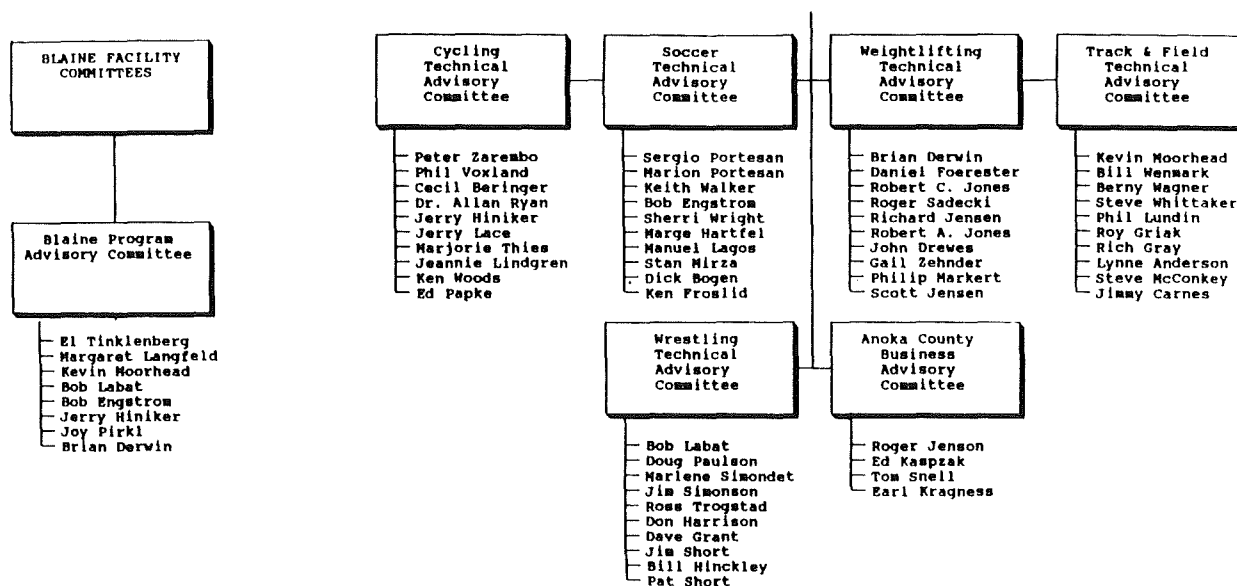 BLAINE FACILITY
COMMITTEES
Blaine Program
Advisory Committee
El Tinklenberg
Margaret Langfeld
Kevin Moorhead
Bob Labat
Bob Engstrom
Jerry Hiniker
Joy Pirkl
Brian Derwin
Cycling
Technical
Advisory
Committee
Peter Zarembo
Phil Voxland
Cecil Beringer
Dr. Allan Ryan
Jerry Hiniker
Jerry Lace
Marjorie Thies
Jeannie Lindgren
Ken Woods
Ed Papke
Soccer
Technical
Advisory
Committee
Sergio Portesan
Marion Portesan
Keith Walker
Bob Engstrom
Sherri Wright
Marge Hartfel
Manuel Lagos
Stan Mirza
Dick Bogen
Ken Froslid
Weightlifting
Technical
Advisory
Committee
Brian Derwin
Daniel Foerester
Robert C. Jones
Roger Sadecki
Richard Jensen
Robert A. Jones
John Drewes
Gail Zehnder
Philip Markert
Scott Jensen
Track & Field
Technical
Advisory
Committee
Kevin Moorhead
Bill Wenmark
Berny Wagner
Steve Whittaker
Phil Lundin
Roy Griak
Rich Gray
Lynne Anderson
Steve McConkey
Jimmy Carnes
Wrestling
Technical
Advisory
Committee
Bob Labat
Doug Paulson
Marlene Simondet
Jim Simonson
Ross Trogstad
Don Harrison
Dave Grant
Jim Short
Bill Hinckley
Pat Short
Anoka County
Business
Advisory
Committee
Roger Jenson
Ed Kaspzak
Tom Snell
Earl Kragness